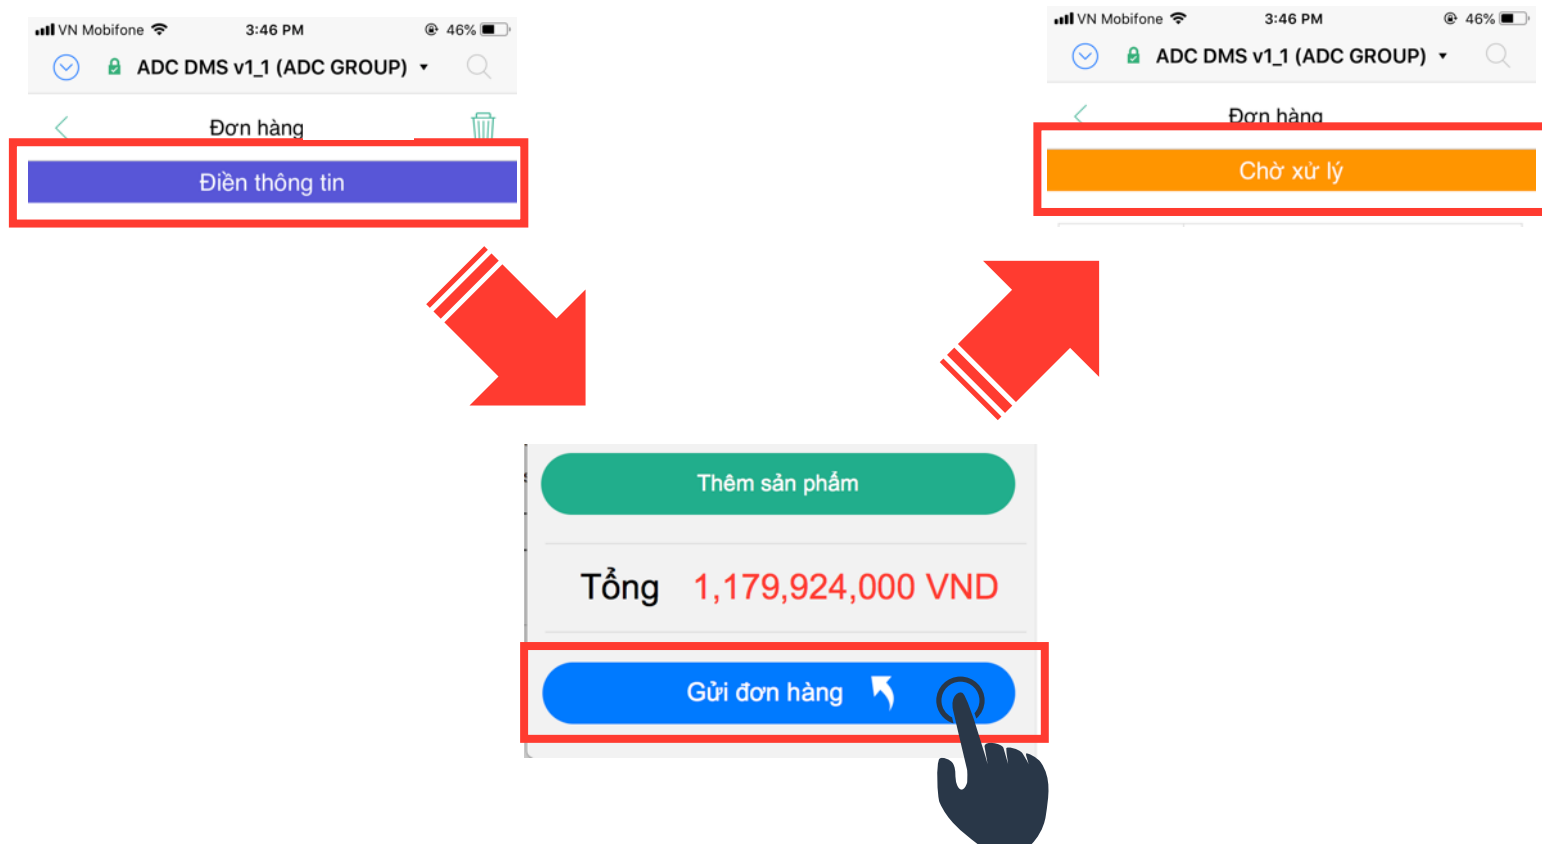 VN Mobifone 3:46 PM 46%
ADC DMS v1_1 (ADC GROUP)
Đơn hàng
Điền thông tin
VN Mobifone 3:46 PM 46%
ADC DMS v1_1 (ADC GROUP)
Đơn hàng
Chờ xử lý
Thêm sản phẩm
Tổng 1,179,924,000 VND
Gửi đơn hàng